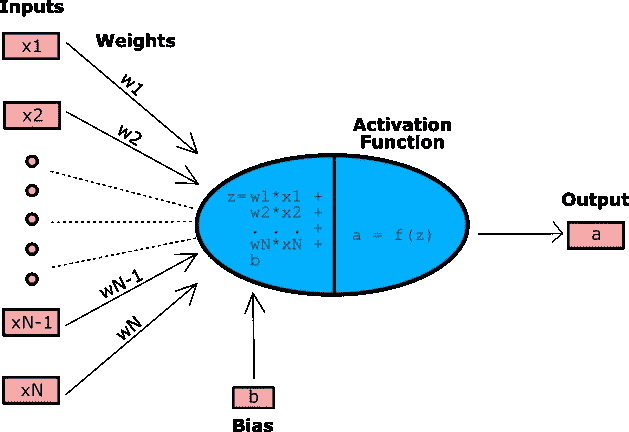 Inputs
x1
Weights
w1
x2
w2
Activation
Function
z=w1*x1 +
w2*x2 +
. . . +
wN*xN +
b
a = f(z)
Output
a
wN-1
xN-1
wN
xN
b
Bias